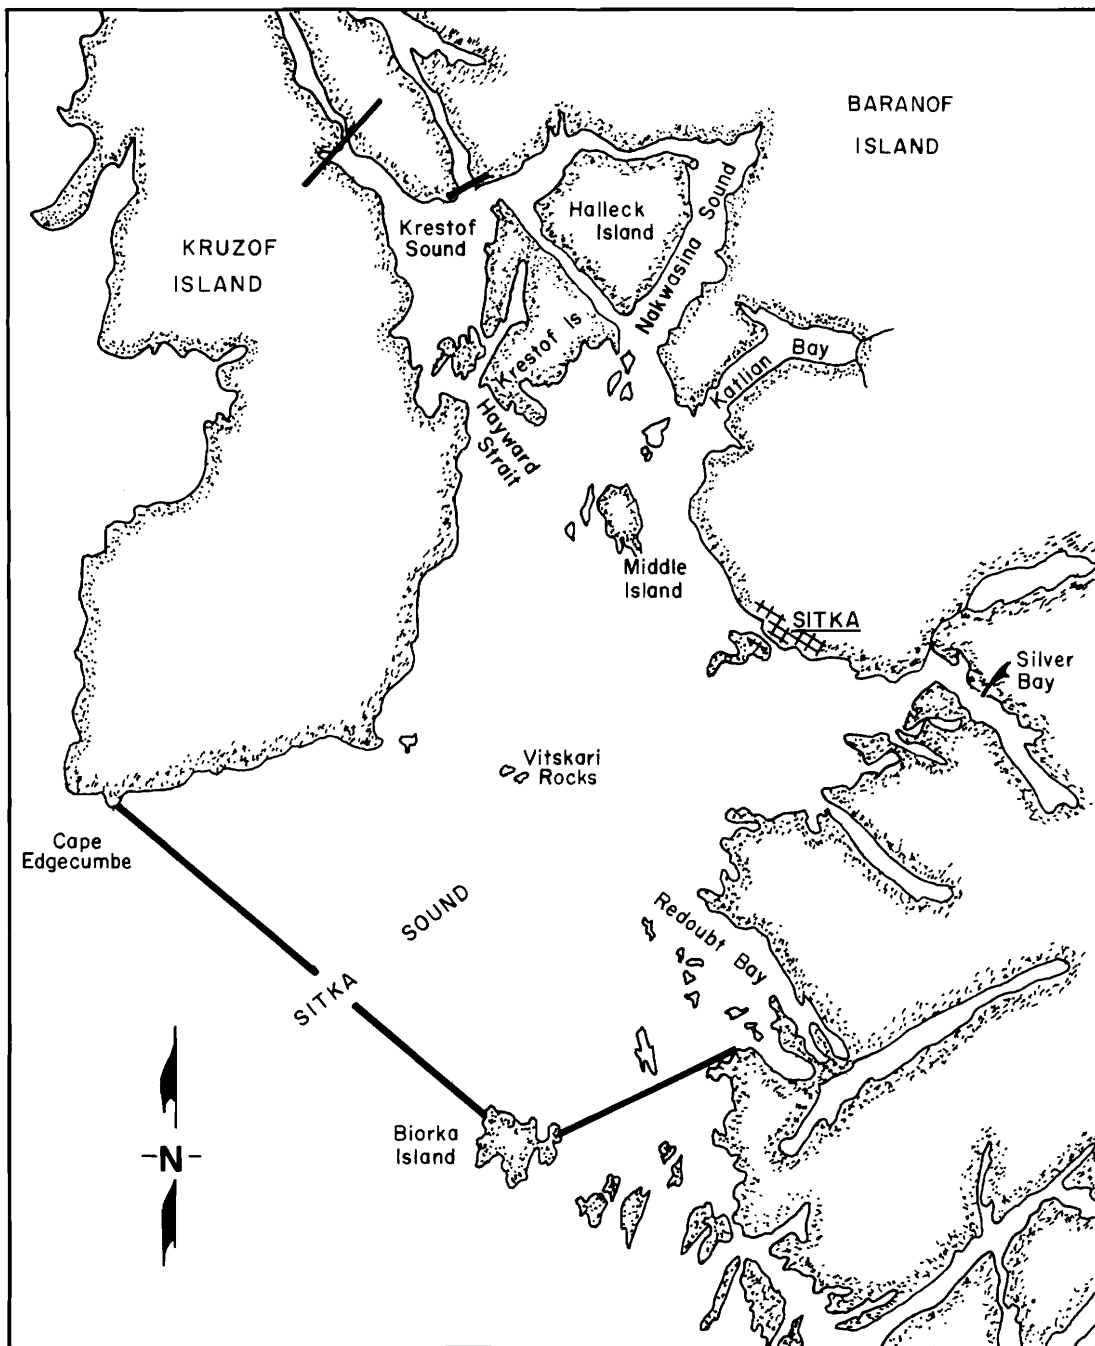 BARANOF
ISLAND
Halleck
Island
Nakwasina Sound
Krestof
Sound
KRUZOF
ISLAND
Krestof Is
Katlian Bay
Hayward
Strait
Middle
Island
SITKA
Silver
Bay
Vitskari
Rocks
Cape
Edgecumbe
SITKA SOUND
Redoubt Bay
Biorka
Island
-N-